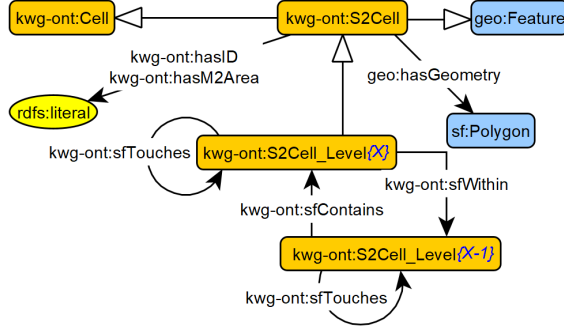 kwg-ont:Cell
kwg-ont:S2Cell
geo:Feature
kwg-ont:hasID
kwg-ont:hasM2Area
geo:hasGeometry
rdfs:literal
sf:Polygon
kwg-ont:sfTouches
kwg-ont:S2Cell_Level{X}
kwg-ont:sfWithin
kwg-ont:sfContains
kwg-ont:S2Cell_Level{X-1}
kwg-ont:sfTouches